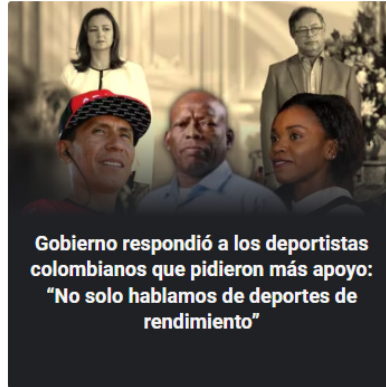 Gobierno respondió a los deportistas
colombianos que pidieron más apoyo:
“No solo hablamos de deportes de
rendimiento”